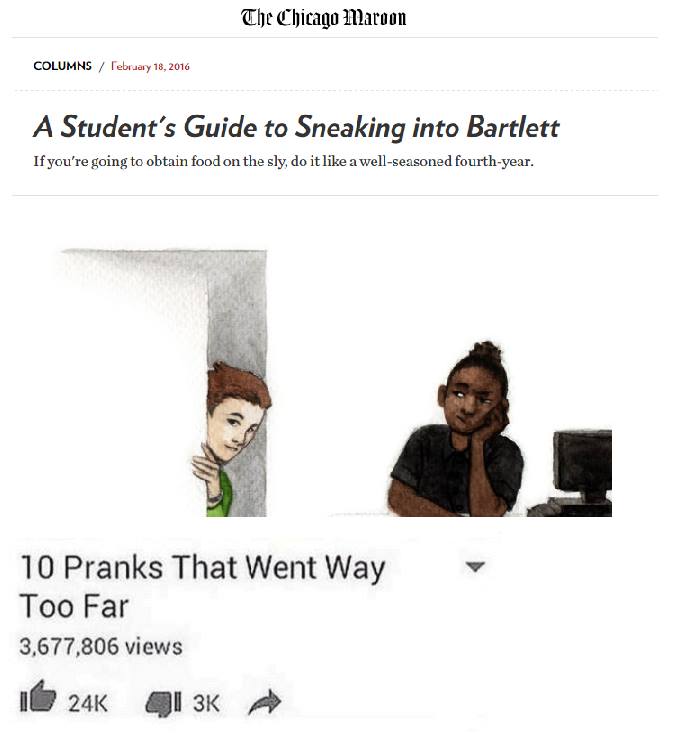 The Chicago Maroon
COLUMNS / February 18, 2016
A Student's Guide to Sneaking into Bartlett
If you're going to obtain food on the sly, do it like a well-seasoned fourth-year.
10 Pranks That Went Way
Too Far
3,677,806 views
24K 3K